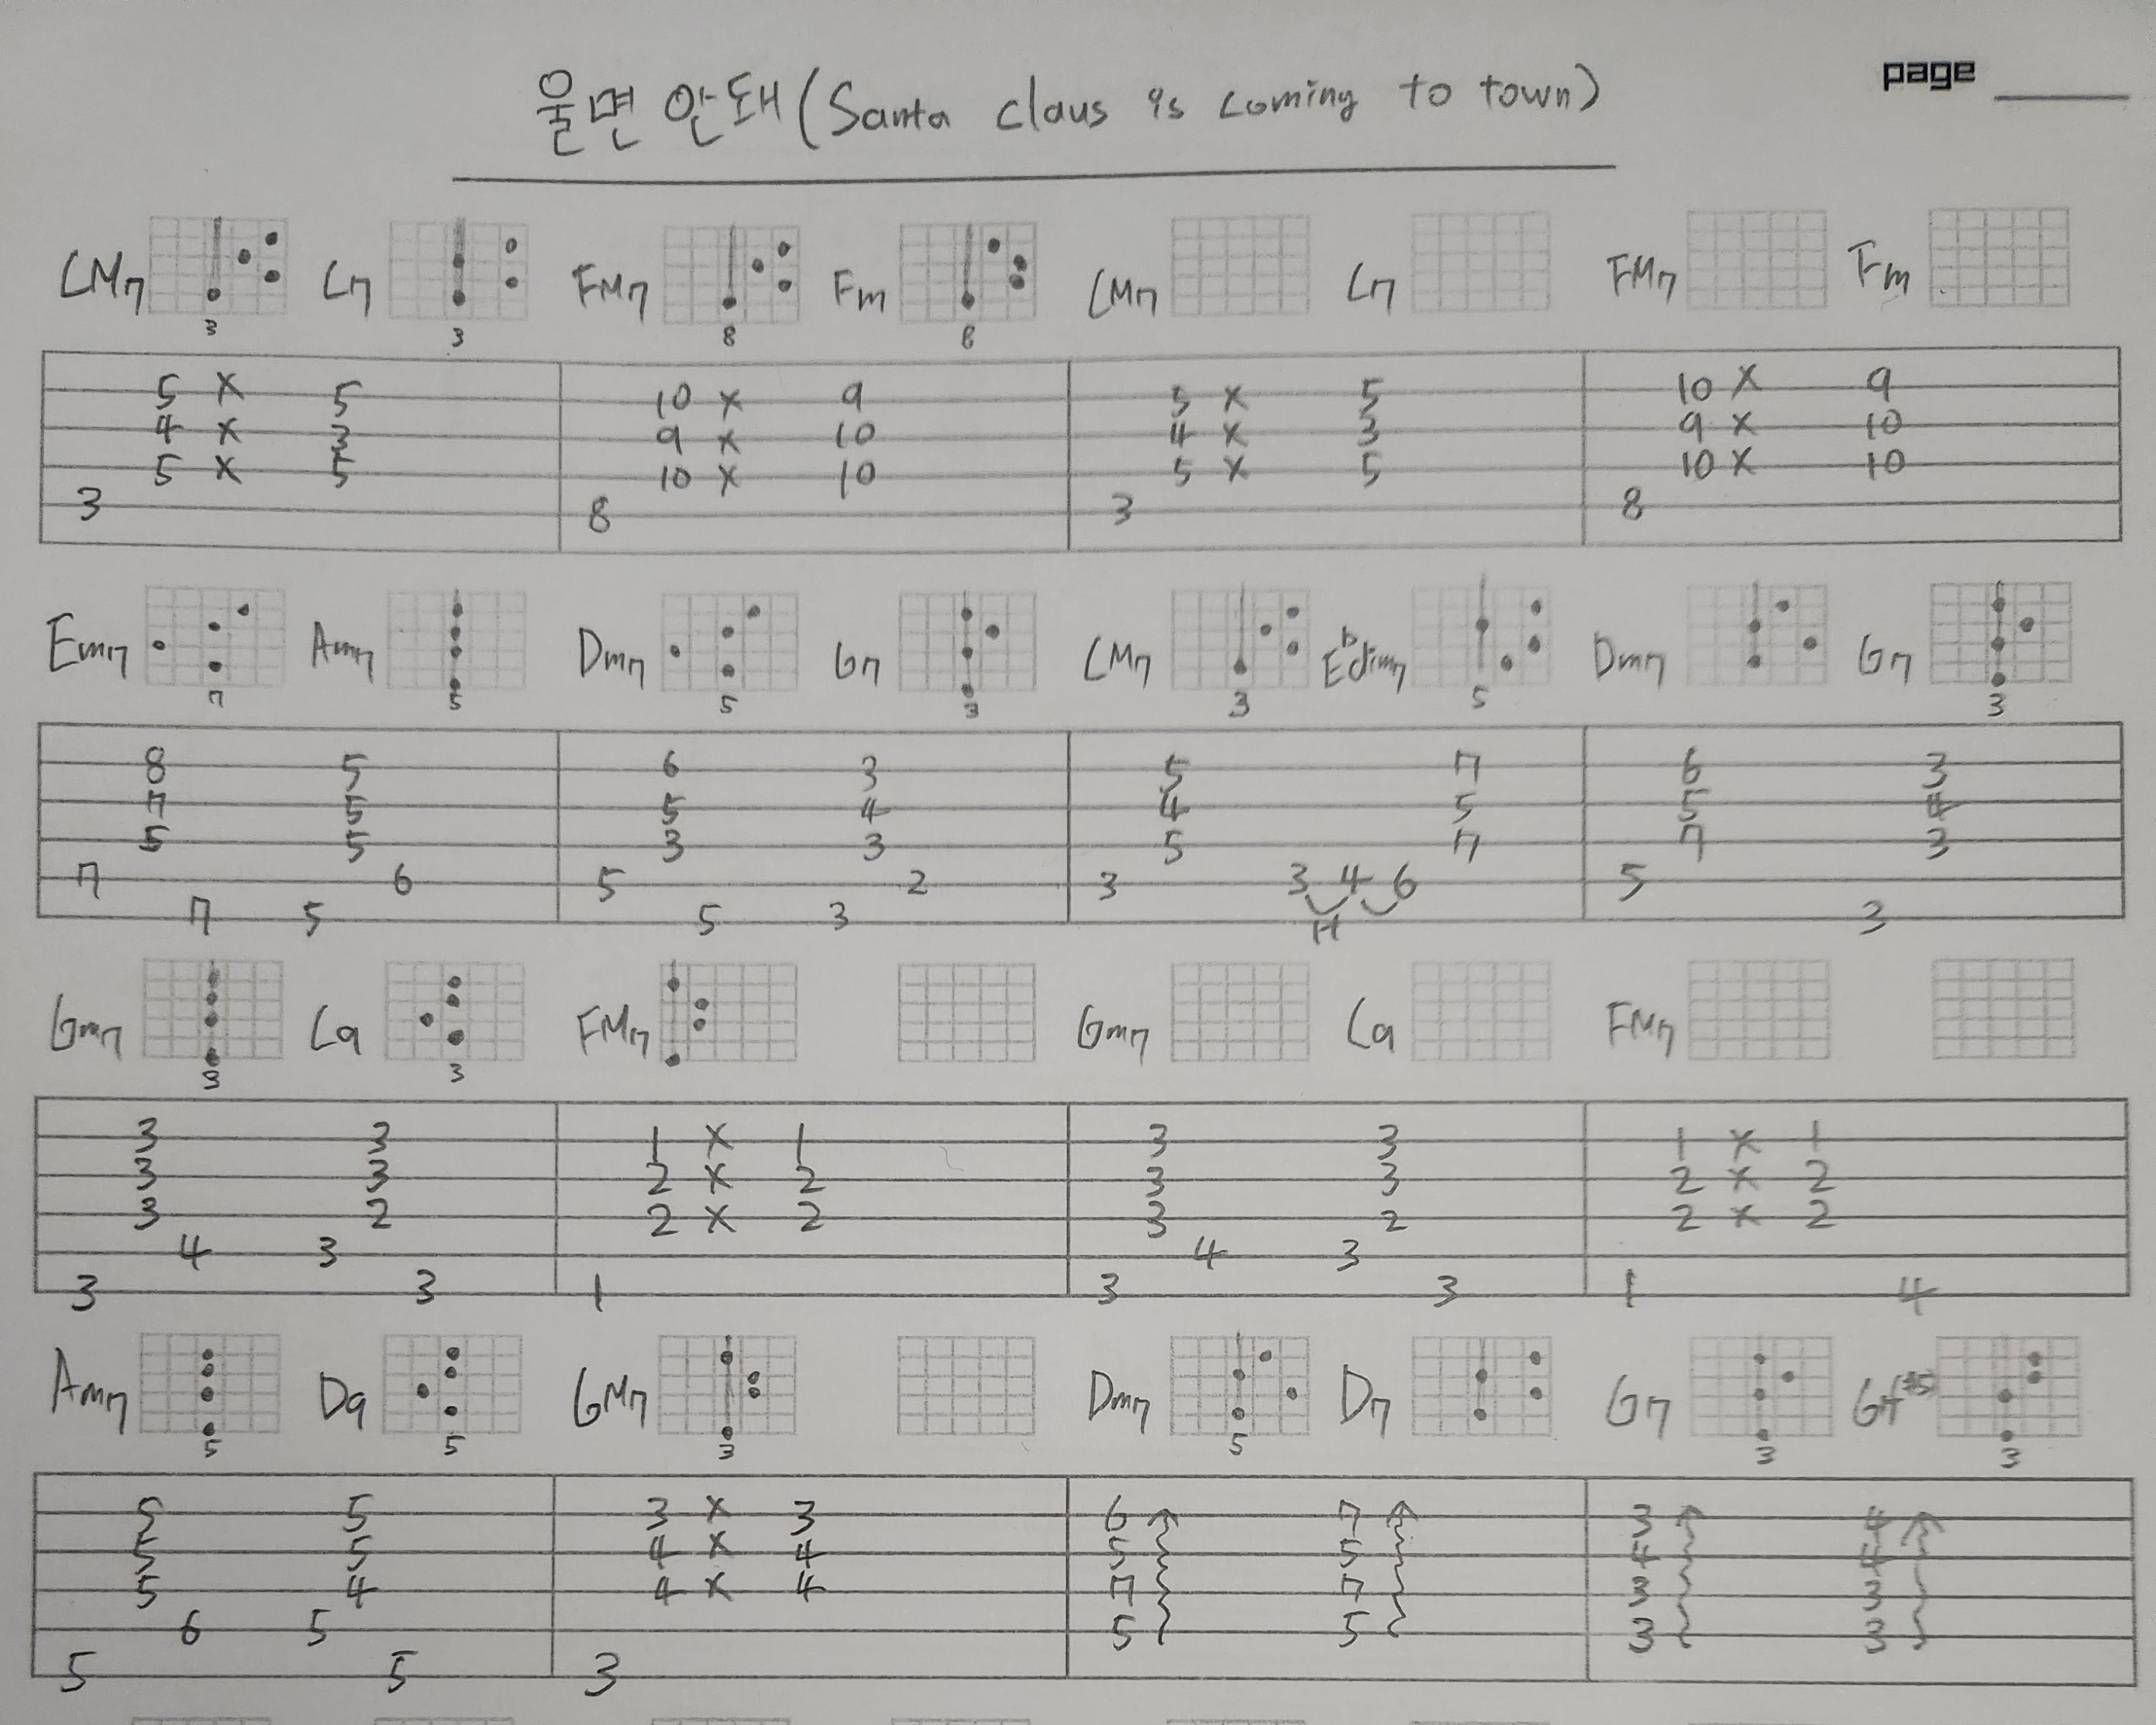 page
울면 안돼 (Santa claus is coming to town)
CM7 C7 FM7 Fm CM7 C7 FM7 Fm
3 3 8 8
5 X 5 10 X 9 5 X 5 10 X 9
4 X 3 9 X 10 4 X 3 9 X 10
5 X 5 10 X 10 5 X 5 10 X 10
3 8 3 8
Em7 Am7 Dm7 G7 CM7 Ebdim7 Dm7 G7
7 5 5 3 3 5 3
8 5 6 3 5 7 6 3
7 5 5 4 4 5 5 4
5 5 3 3 5 7 7 3
7 6 5 2 3 3 4 6 5
7 5 5 3 3
H
Gm7 C9 FM7 Gm7 C9 FM7
3 3
3 3 1 X 1 3 3 1 X 1
3 3 2 X 2 3 3 2 X 2
3 2 2 X 2 3 2 2 X 2
4 3 4 3
3 3 1 3 3 1 4
Am7 D9 GM7 Dm7 D7 G7
5 5 3 5 3 3
5 5 3 X 3 6 7 3 4
5 5 4 X 4 5 5 4 4
5 4 4 X 4 7 7 3 3
6 5 5 5 3 3
5 5 3